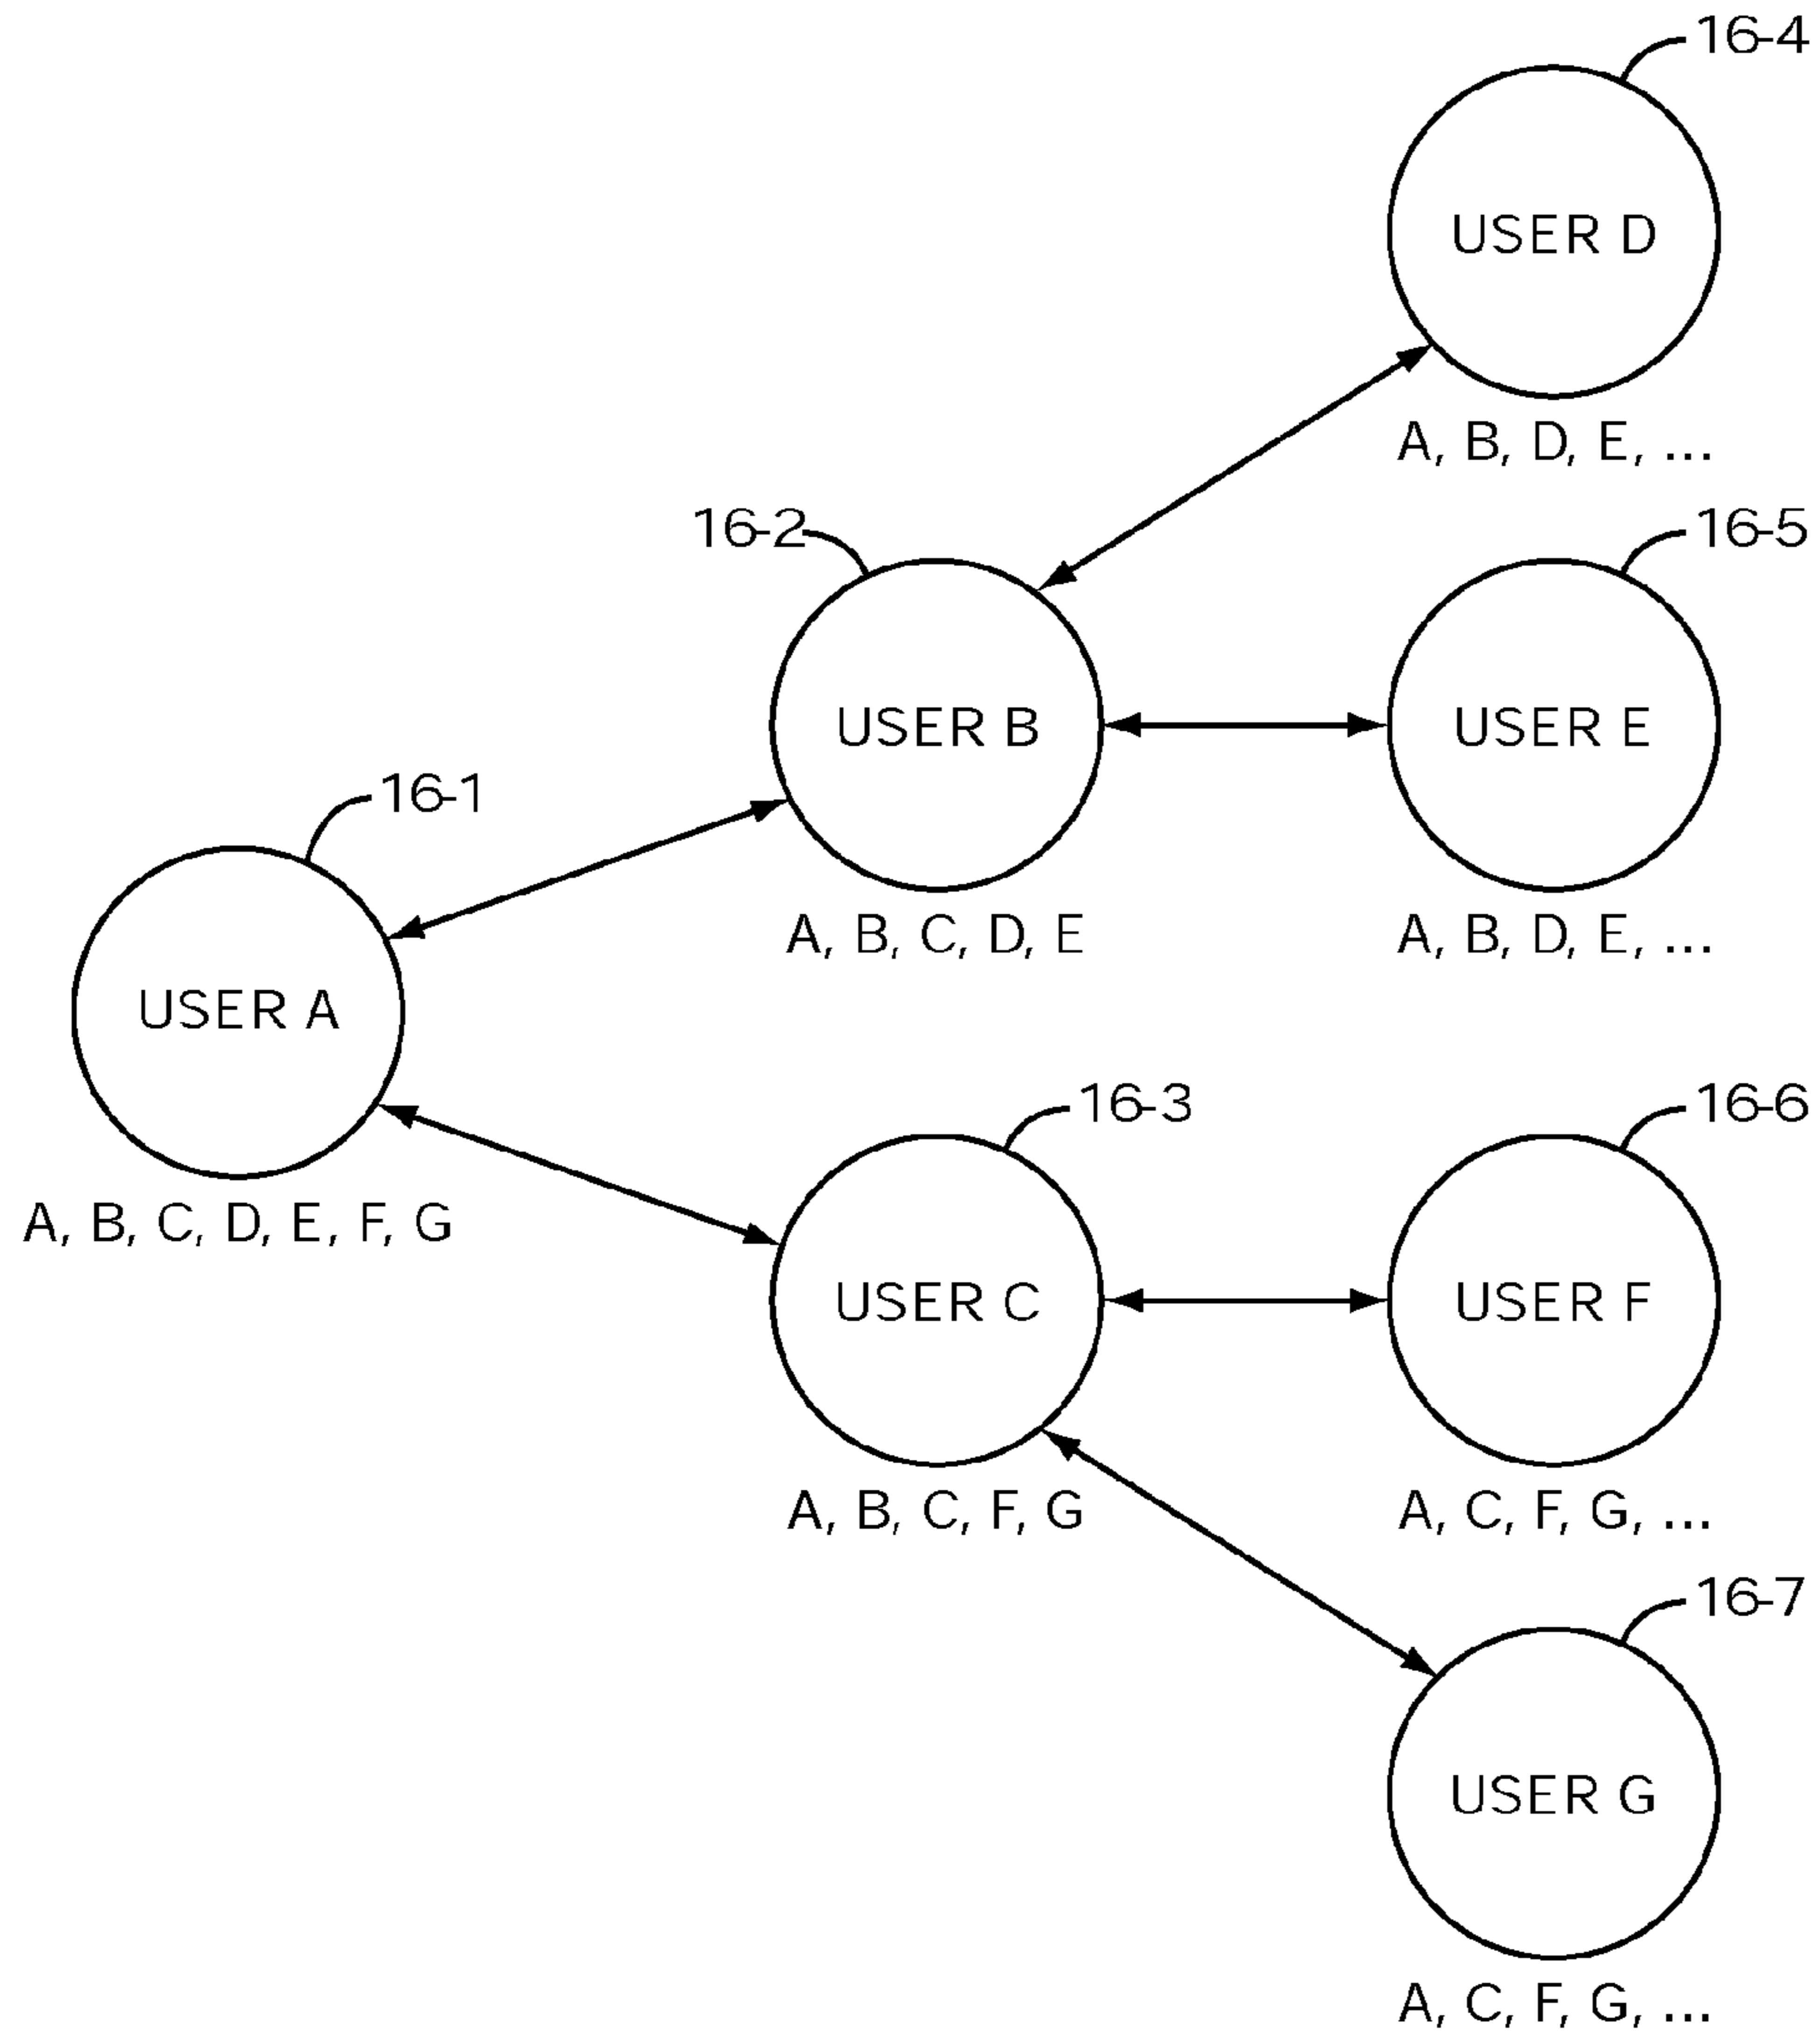 16-4
USER D
A, B, D, E, ...
16-2
16-5
USER B
USER E
16-1
A, B, C, D, E
A, B, D, E, ...
USER A
16-3
16-6
A, B, C, D, E, F, G
USER C
USER F
A, B, C, F, G
A, C, F, G, ...
16-7
USER G
A, C, F, G, ...